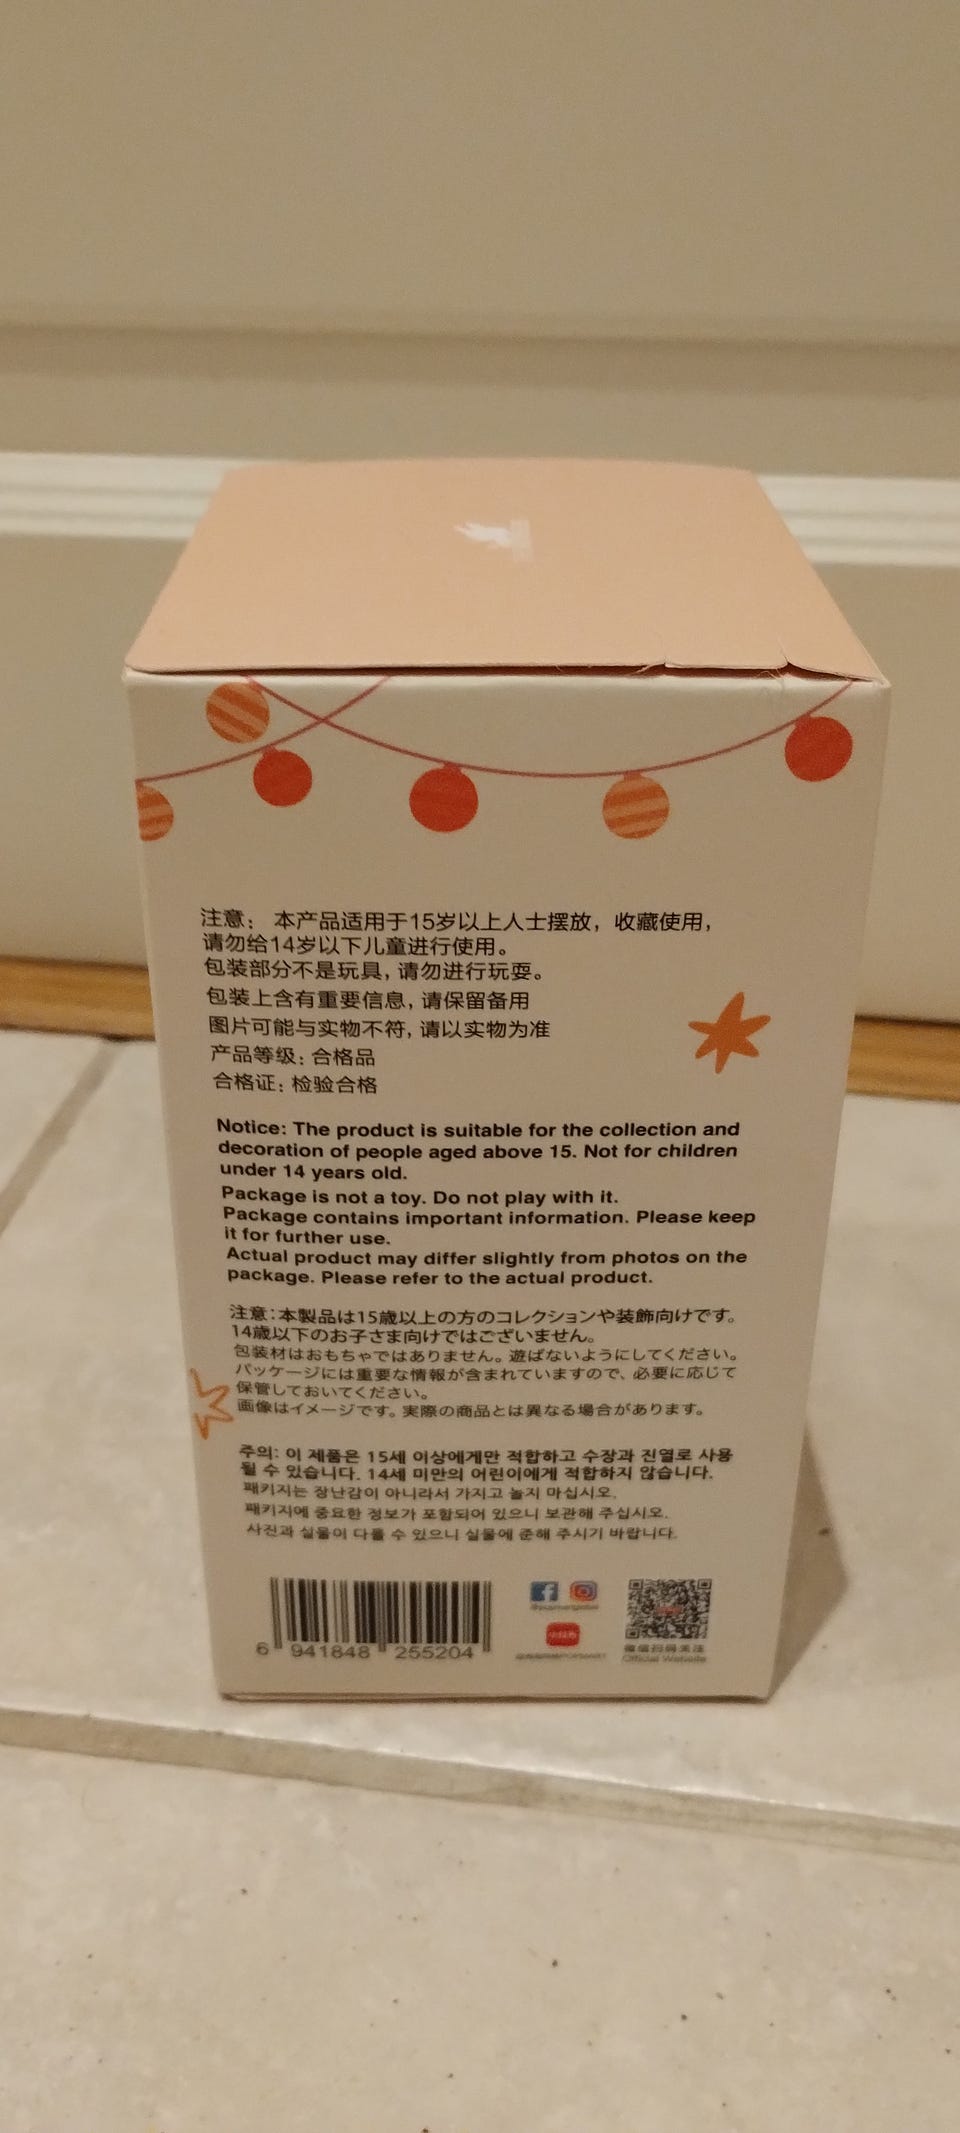 注意： 本产品适用于15岁以上人士摆放，收藏使用，
请勿给14岁以下儿童进行使用。
包装部分不是玩具，请勿进行玩耍。
包装上含有重要信息，请保留备用
图片可能与实物不符，请以实物为准
产品等级：合格品
合格证：检验合格
Notice: The product is suitable for the collection and
decoration of people aged above 15. Not for children
under 14 years old.
Package is not a toy. Do not play with it.
Package contains important information. Please keep
it for further use.
Actual product may differ slightly from photos on the
package. Please refer to the actual product.
注意：本製品は15歳以上の方のコレクションや装飾向けです。
14歳以下のお子さま向けではございません。
包装材はおもちゃではありません。遊ばないようにしてください。
パッケージには重要な情報が含まれていますので、必要に応じて
保管しておいてください。
画像はイメージです。実際の商品とは異なる場合があります。
주의: 이 제품은 15세 이상에게만 적합하고 수장과 진열로 사용
될 수 있습니다. 14세 미만의 어린이에게 적합하지 않습니다.
패키지는 장난감이 아니라서 가지고 놀지 마십시오.
패키지에 중요한 정보가 포함되어 있으니 보관해 주십시오.
사진과 실물이 다를 수 있으니 실물에 준해 주시기 바랍니다.
6 941848 255204
小红书
微信扫码关注
Official Website